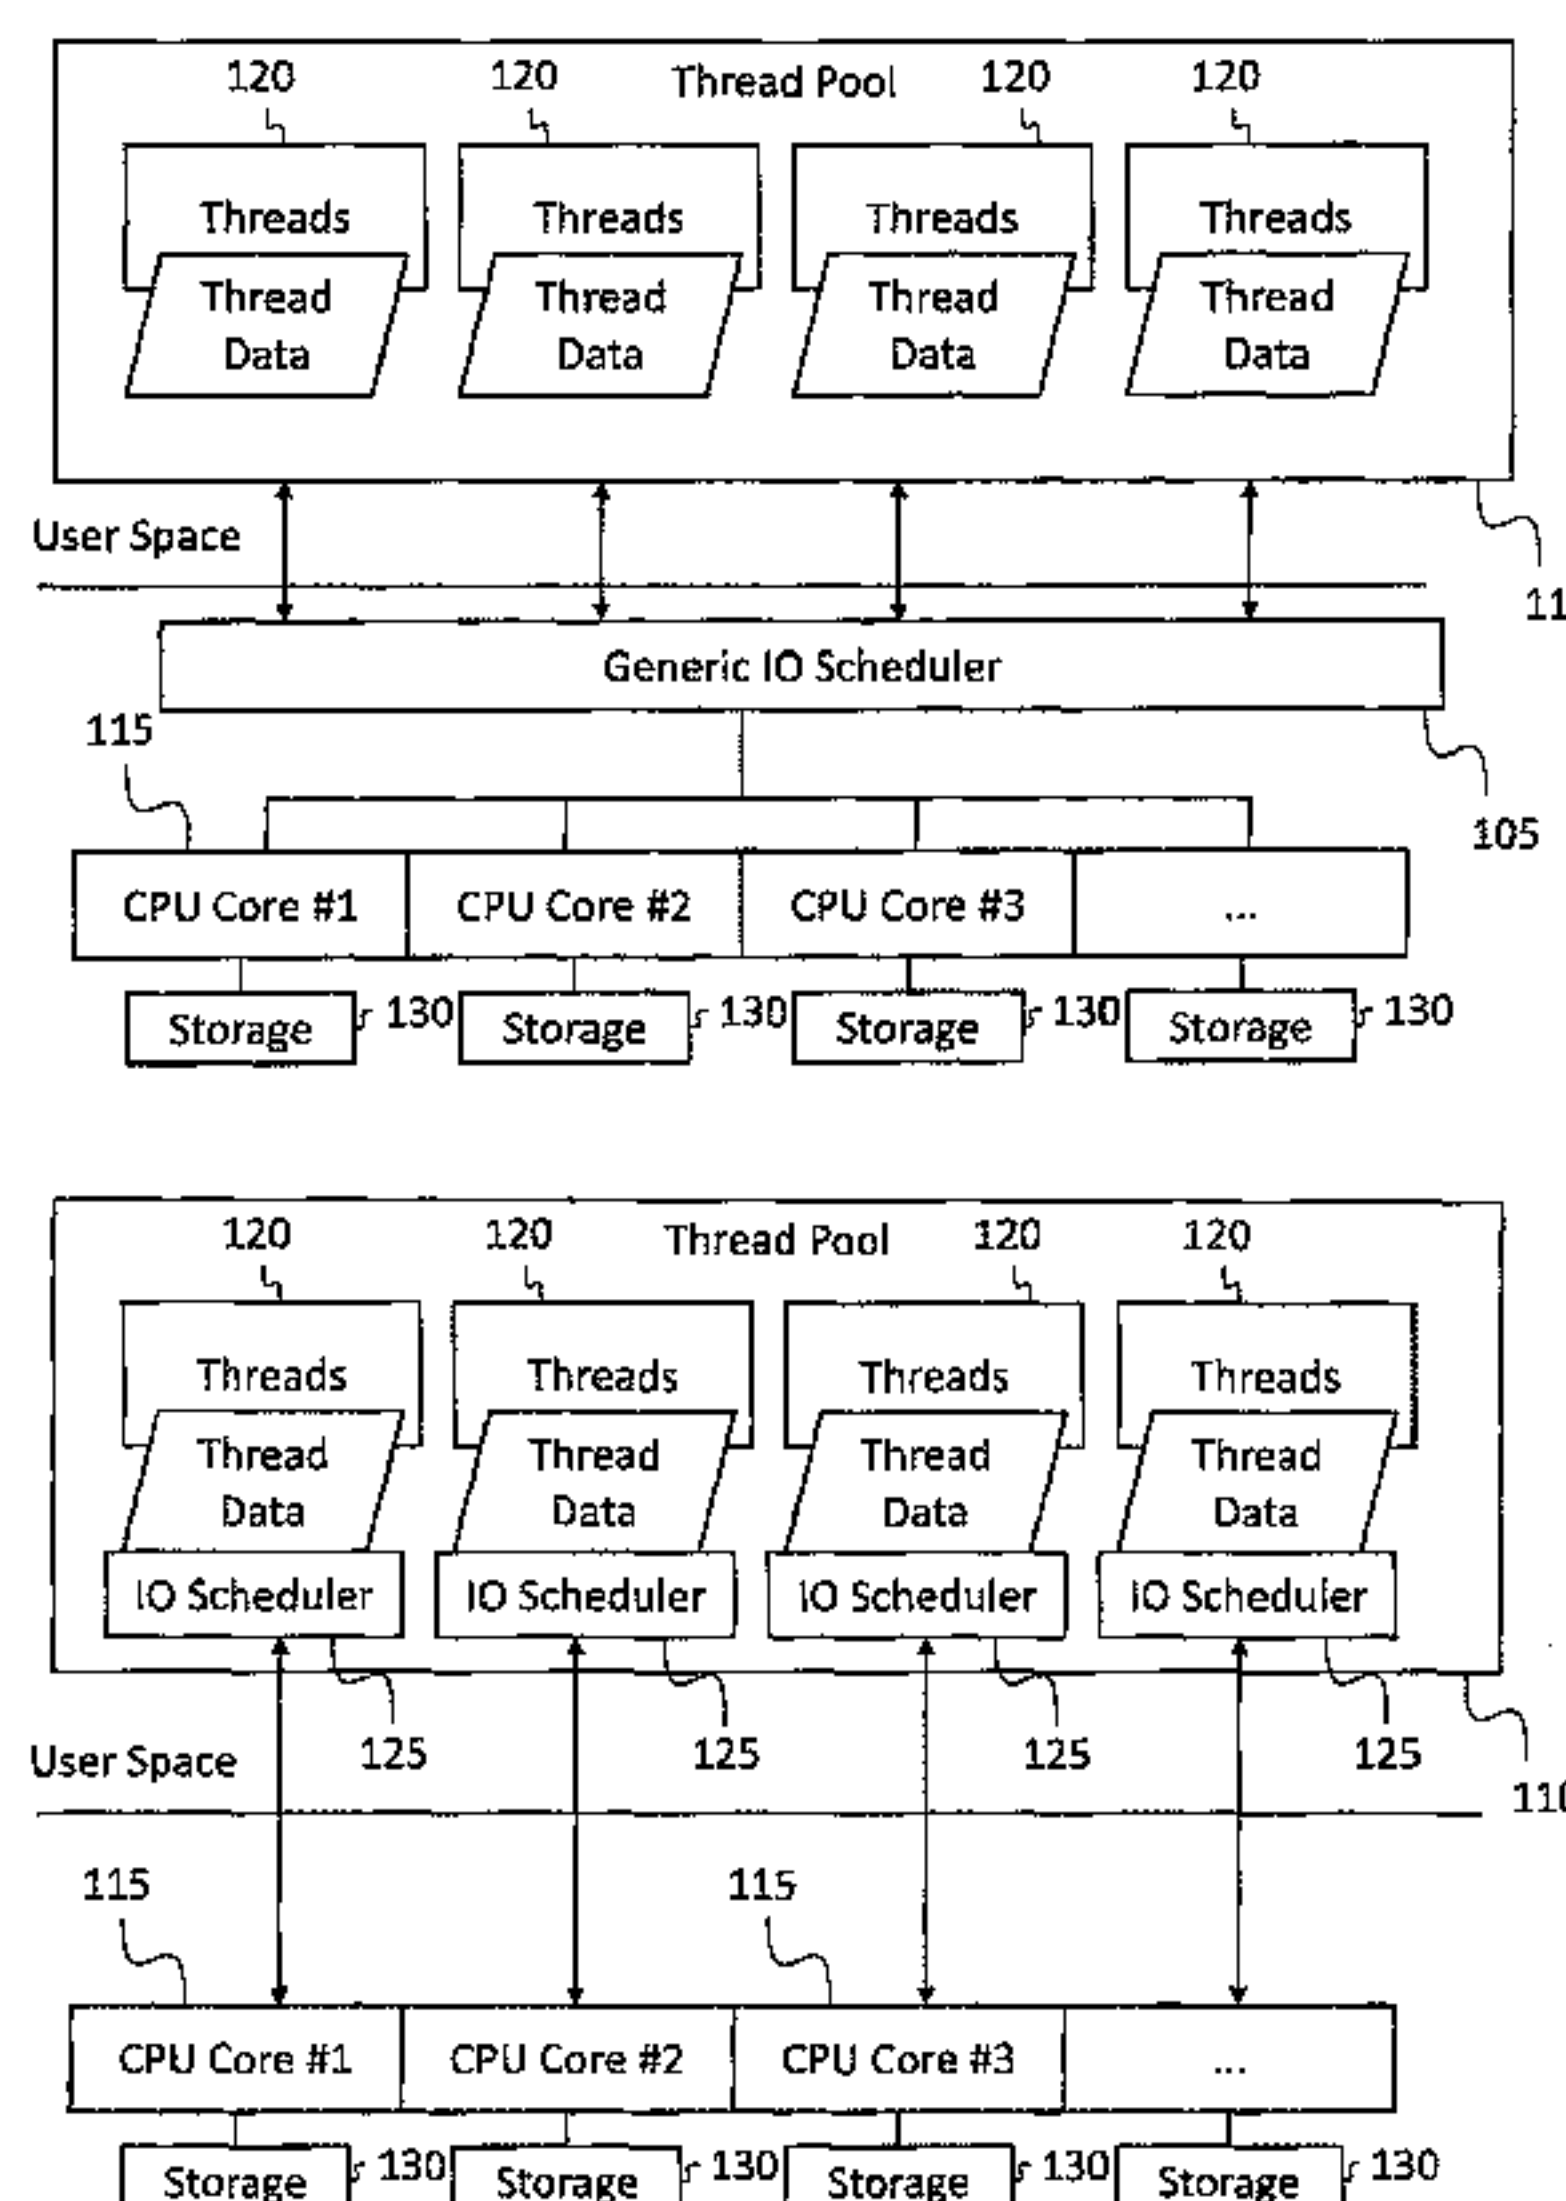 120 120 Thread Pool 120 120
Threads Threads Threads Threads
Thread Thread Thread Thread
Data Data Data Data
User Space
11
Generic IO Scheduler
115
105
CPU Core #1 CPU Core #2 CPU Core #3 ...
Storage 130 Storage 130 Storage 130 Storage 130
120 120 Thread Pool 120 120
Threads Threads Threads Threads
Thread Thread Thread Thread
Data Data Data Data
IO Scheduler IO Scheduler IO Scheduler IO Scheduler
User Space 125 125 125 125
110
115 115
CPU Core #1 CPU Core #2 CPU Core #3 ...
Storage 130 Storage 130 Storage 130 Storage 130